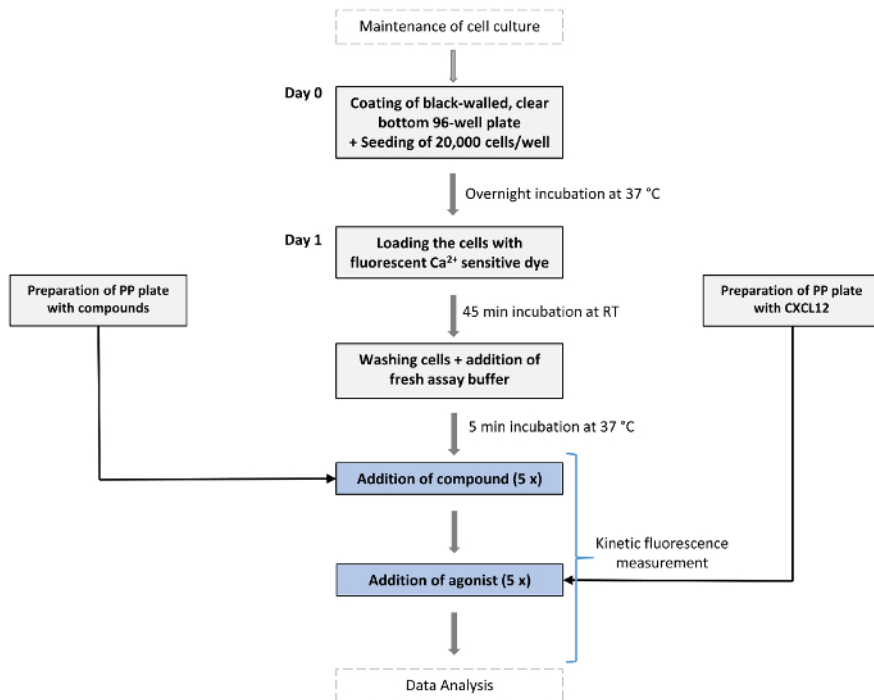 Maintenance of cell culture
Day 0
Coating of black-walled, clear
bottom 96-well plate
+ Seeding of 20,000 cells/well
Overnight incubation at 37 °C
Day 1
Loading the cells with
fluorescent Ca²⁺ sensitive dye
Preparation of PP plate
with compounds
Preparation of PP plate
with CXCL12
45 min incubation at RT
Washing cells + addition of
fresh assay buffer
5 min incubation at 37 °C
Addition of compound (5 x)
Kinetic fluorescence
measurement
Addition of agonist (5 x)
Data Analysis